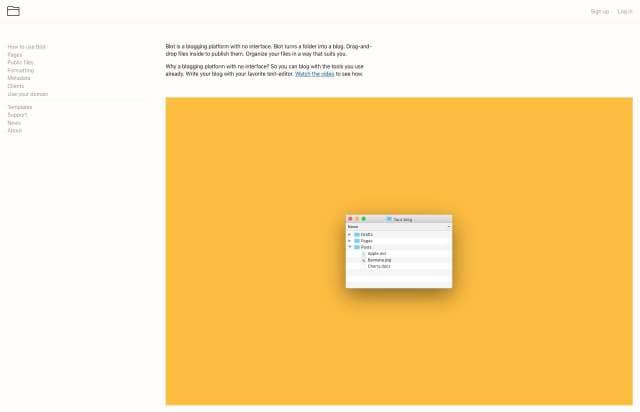 Sign up
Log in
How to use Blot
Pages
Public files
Formatting
Metadata
Clients
Use your domain
Templates
Support
News
About
Blot is a blogging platform with no interface. Blot turns a folder into a blog. Drag-and-
drop files inside to publish them. Organize your files in a way that suits you.
Why a blogging platform with no interface? So you can blog with the tools you use
already. Write your blog with your favorite text-editor. Watch the video to see how.
Your blog
Name
Drafts
Pages
Posts
Apple.txt
Banana.jpg
Cherry.docx